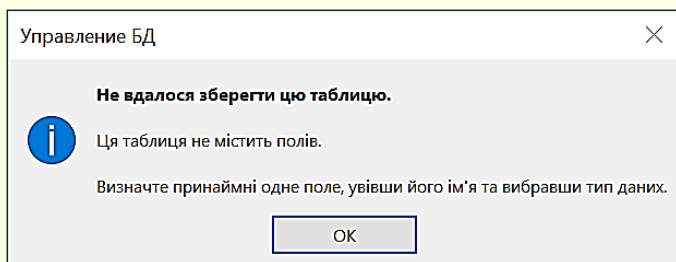 Управление БД
Не вдалося зберегти цю таблицю.
Ця таблиця не містить полів.
Визначте принаймні одне поле, увівши його ім'я та вибравши тип даних.
ОК